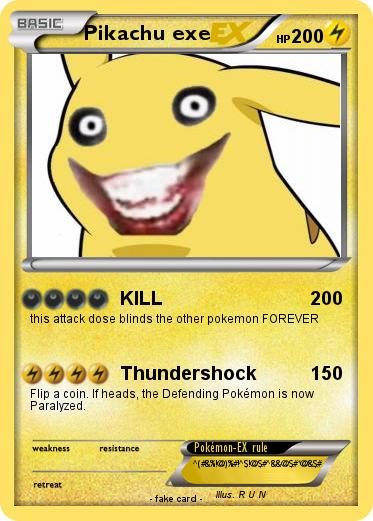 BASIC Pikachu exe EX HP200
KILL 200
this attack dose blinds the other pokemon FOREVER
Thundershock 150
Flip a coin. If heads, the Defending Pokémon is now
Paralyzed.
weakness resistance
retreat
Pokémon-EX rule
- fake card -
Illus. R U N